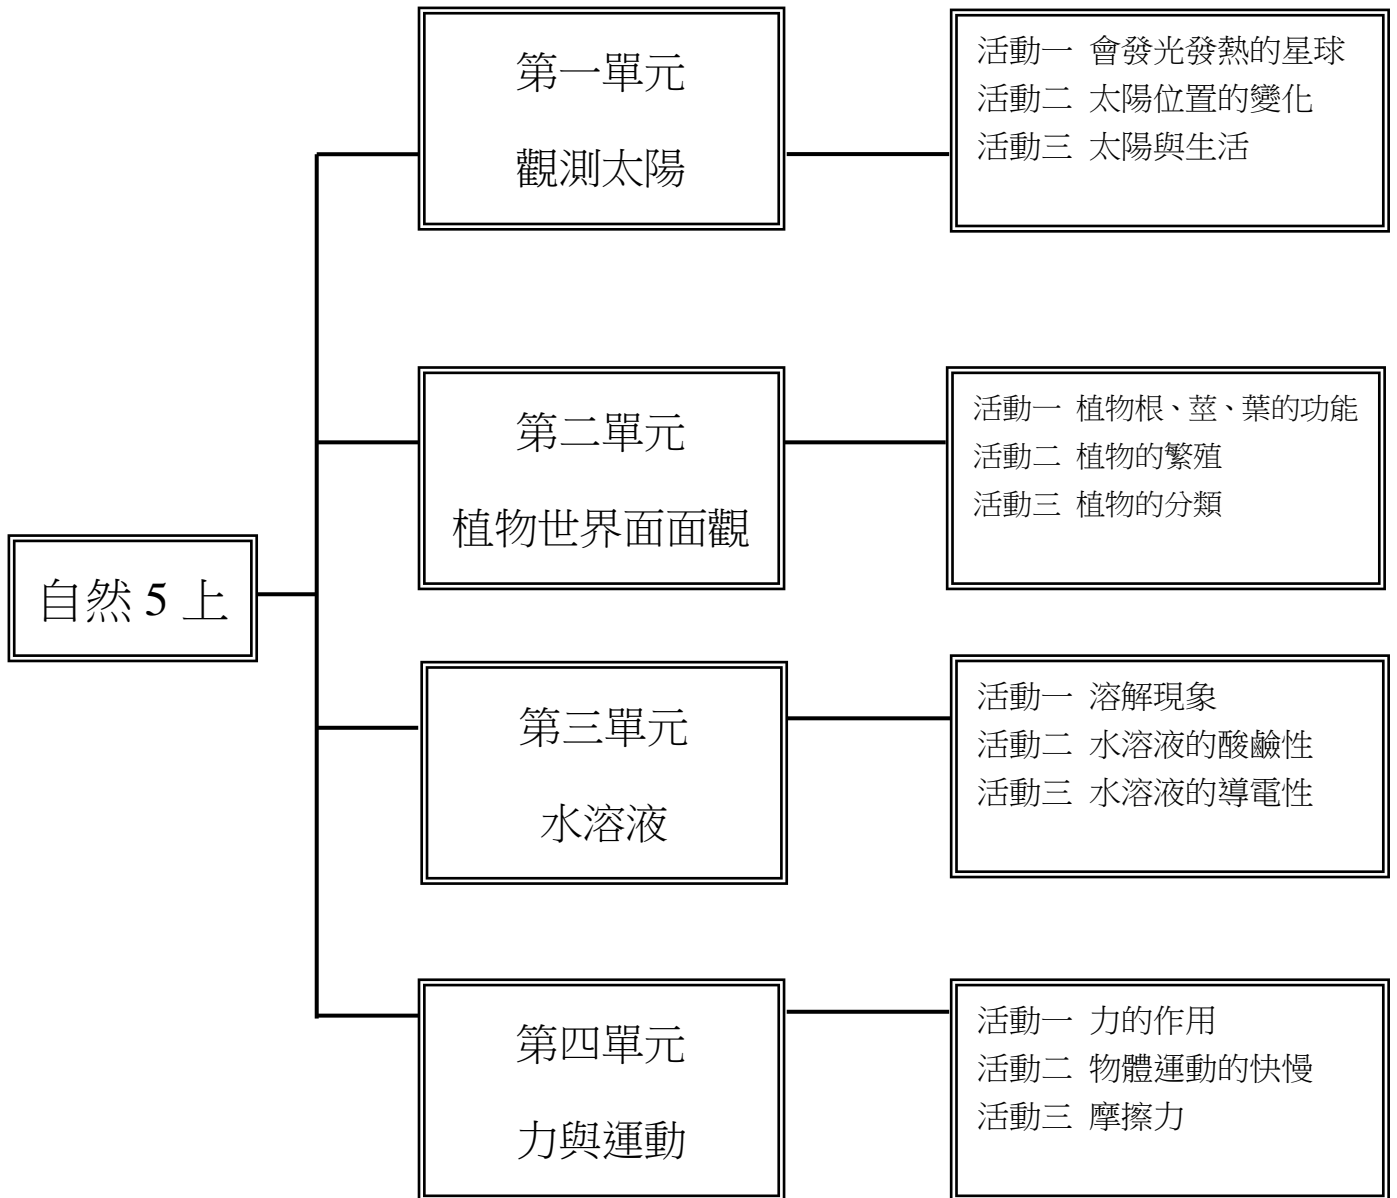 自然 5 上
第一單元
觀測太陽
活動一 會發光發熱的星球
活動二 太陽位置的變化
活動三 太陽與生活
第二單元
植物世界面面觀
活動一 植物根、莖、葉的功能
活動二 植物的繁殖
活動三 植物的分類
第三單元
水溶液
活動一 溶解現象
活動二 水溶液的酸鹼性
活動三 水溶液的導電性
第四單元
力與運動
活動一 力的作用
活動二 物體運動的快慢
活動三 摩擦力